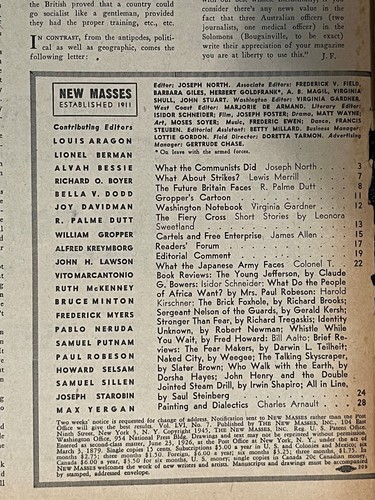 the British proved that a country could
go socialist like a gentleman, provided
they had the proper training, etc., etc.
IN CONTRAST, from the antipodes, politi-
cal as well as geographic, comes the
following letter:
consider there's any news value in the
fact that three Australian officers (two
journalists, one medical officer) in the
Solomons (Bougainville, to be exact)
write their appreciation of your magazine
you are at liberty to use this."
J. F.
NEW MASSES
ESTABLISHED 1911
Editor: JOSEPH NORTH. Associate Editors: FREDERICK V. FIELD,
BARBARA GILES, HERBERT GOLDFRANK*, A. B. MAGIL, VIRGINIA
SHULL, JOHN STUART. Washington Editor: VIRGINIA GARDNER.
West Coast Editor: MARJORIE DE ARMAND. Literary Editor:
ISIDOR SCHNEIDER; Film, JOSEPH FOSTER; Drama, MATT WAYNE;
Art, MOSES SOYER; Music, FREDERIC EWEN; Dance, FRANCIS
STEUBEN. Editorial Assistant: BETTY MILLARD. Business Manager:
LOTTIE GORDON. Field Director: DORETTA TARMON. Advertising
Manager: GERTRUDE CHASE.
* On leave with the armed forces.
Contributing Editors
LOUIS ARAGON
LIONEL BERMAN
ALVAH BESSIE
RICHARD O. BOYER
BELLA V. DODD
JOY DAVIDMAN
R. PALME DUTT
WILLIAM GROPPER
ALFRED KREYMBORG
JOHN H. LAWSON
VITO MARCANTONIO
RUTH McKENNEY
BRUCE MINTON
FREDERICK MYERS
PABLO NERUDA
SAMUEL PUTNAM
PAUL ROBESON
HOWARD SELSAM
SAMUEL SILLEN
JOSEPH STAROBIN
MAX YERGAN
What the Communists Did Joseph North 3
What About Strikes? Lewis Merrill 7
The Future Britain Faces R. Palme Dutt 8
Gropper's Cartoon 11
Washington Notebook Virginia Gardner 12
The Fiery Cross Short Stories by Leonora
Sweetland 13
Cartels and Free Enterprise James Allen 15
Readers' Forum 17
Editorial Comment 19
What the Japanese Army Faces Colonel T. 22
Book Reviews: The Young Jefferson, by Claude
G. Bowers: Isidor Schneider; What Do the People
of Africa Want? by Mrs. Paul Robeson: Harold
Kirschner; The Brick Foxhole, by Richard Brooks;
Sergeant Nelson of the Guards, by Gerald Kersh;
Stronger Than Fear, by Richard Tregaskis; Identity
Unknown, by Robert Newman; Whistle While
You Wait, by Fred Howard: Bill Aalto; Brief Re-
views: The Fear Makers, by Darwin L. Teilheit;
Naked City, by Weegee; The Talking Skyscraper,
by Slater Brown; Who Walk with the Earth, by
Dorsha Hayes; John Henry and the Double
Jointed Steam Drill, by Irwin Shapiro; All in Line,
by Saul Steinberg 24
Painting and Dialectics Charles Arnault 28
Two weeks' notice is requested for change of address. Notification sent to NEW MASSES rather than Post
Office will give the best results. Vol. LVI, No. 7. Published by THE NEW MASSES, INC., 104 East
Ninth Street, New York 3, N. Y. Copyright 1945, THE NEW MASSES, INC. Reg. U. S. Patent Office.
Washington Office, 954 National Press Bldg. Drawings and text may not be reprinted without permission.
Entered as second-class matter, June 25, 1926, at the Post Office at New York, N. Y., under the act of
March 3, 1879. Single copies 15 cents. Subscriptions $5.00 a year in U. S. and Colonies and Mexico; six
months $2.75; three months $1.50. Foreign, $6.00 a year; six months $3.25; three months, $1.75. In
Canada, $6.00 a year, $3.50 for six months, U. S. money; single copies in Canada 20c Canadian money.
NEW MASSES welcomes the work of new writers and artists. Manuscripts and drawings must be accompanied
by stamped, addressed envelope.